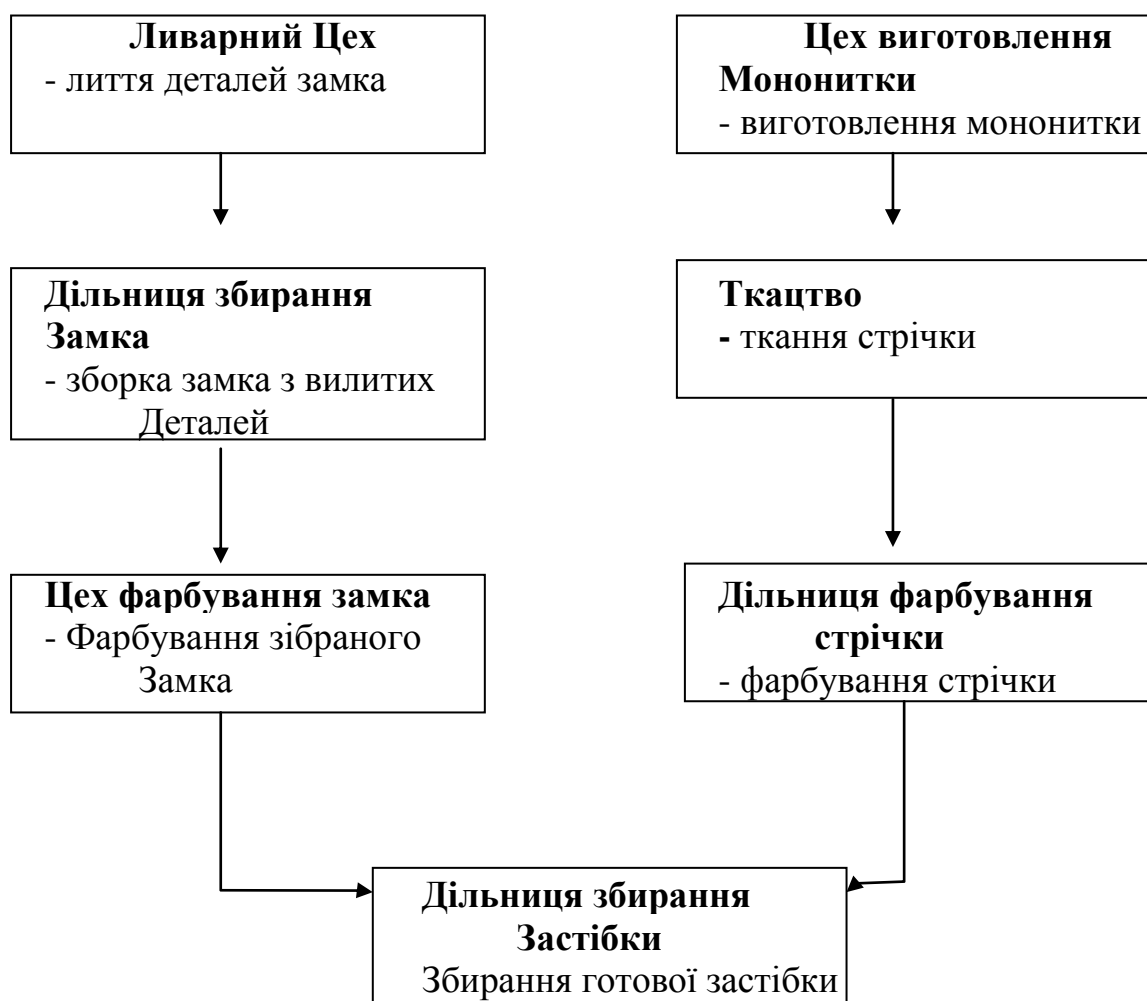 Ливарний Цех
- лиття деталей замка
Цех виготовлення
Мононитки
- виготовлення мононитки
Дільниця збирання
Замка
- зборка замка з вилитих
Деталей
Ткацтво
- ткання стрічки
Цех фарбування замка
- Фарбування зібраного
Замка
Дільниця фарбування
стрічки
- фарбування стрічки
Дільниця збирання
Застібки
Збирання готової застібки